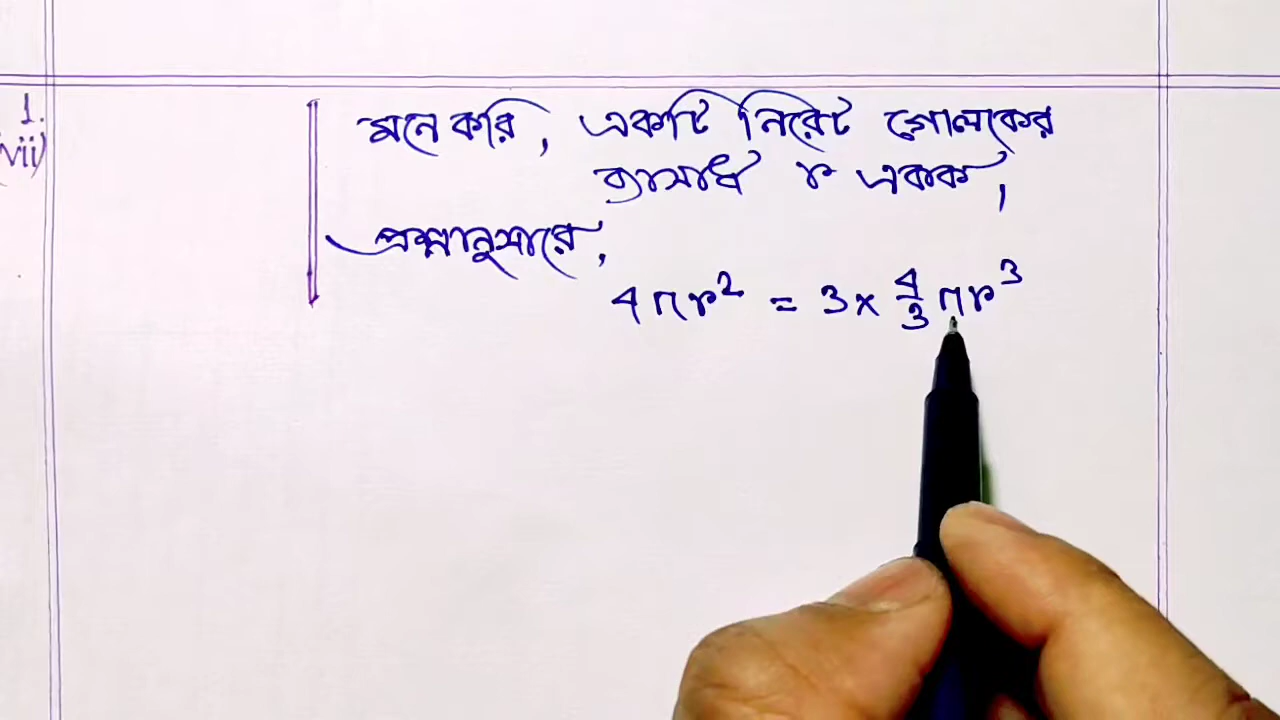 1.
vii)
মনে করি, একটি নিরেট গোলকের
ব্যাসার্ধ r একক,
প্রশ্নানুসারে,
4πr² = 3 × 4/3 πr³